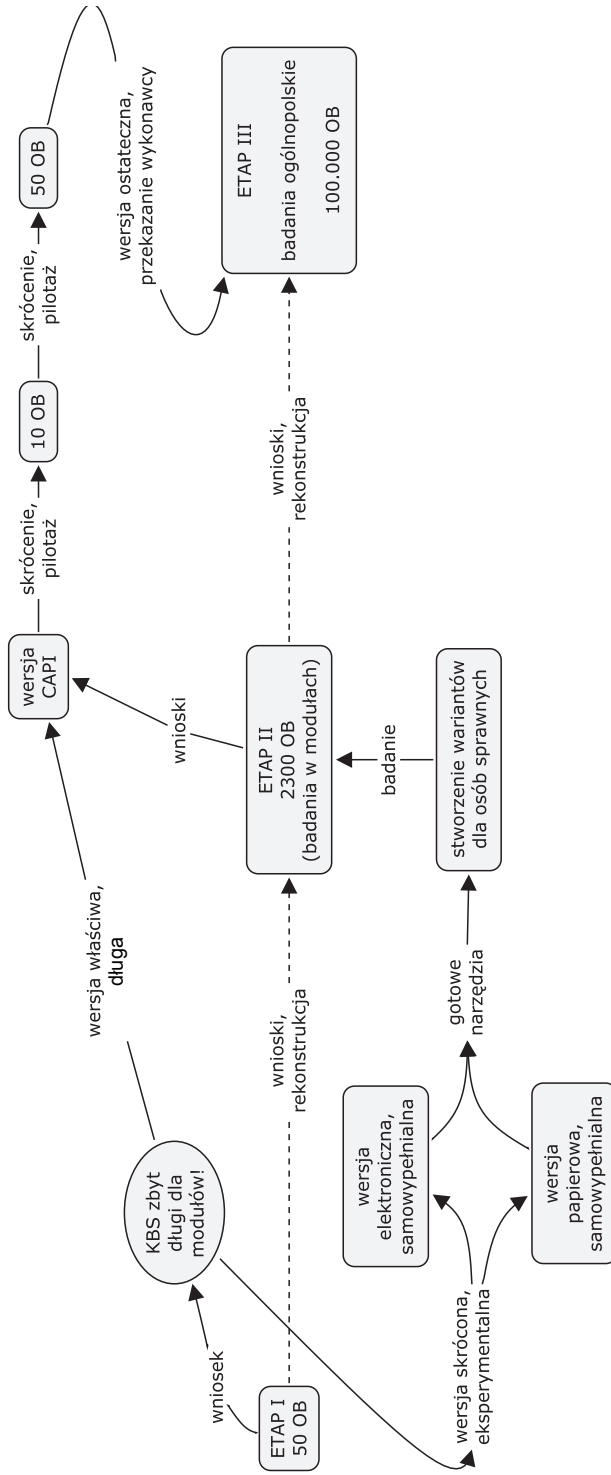 ETAP I
50 OB
wniosek
KBS zbyt
długi dla
modułów!
wersja właściwa,
długa
wersja
CAPI
skrócenie,
pilotaż
10 OB
skrócenie,
pilotaż
50 OB
wersja ostateczna,
przekazanie wykonawcy
ETAP III
badania ogólnopolskie
100.000 OB
wnioski,
rekonstrukcja
ETAP II
2300 OB
(badania w modułach)
wnioski
wnioski,
rekonstrukcja
wersja skrócona,
eksperymentalna
wersja
elektroniczna,
samowypełnialna
wersja
papierowa,
samowypełnialna
gotowe
narzędzia
stworzenie wariantów
dla osób sprawnych
badanie